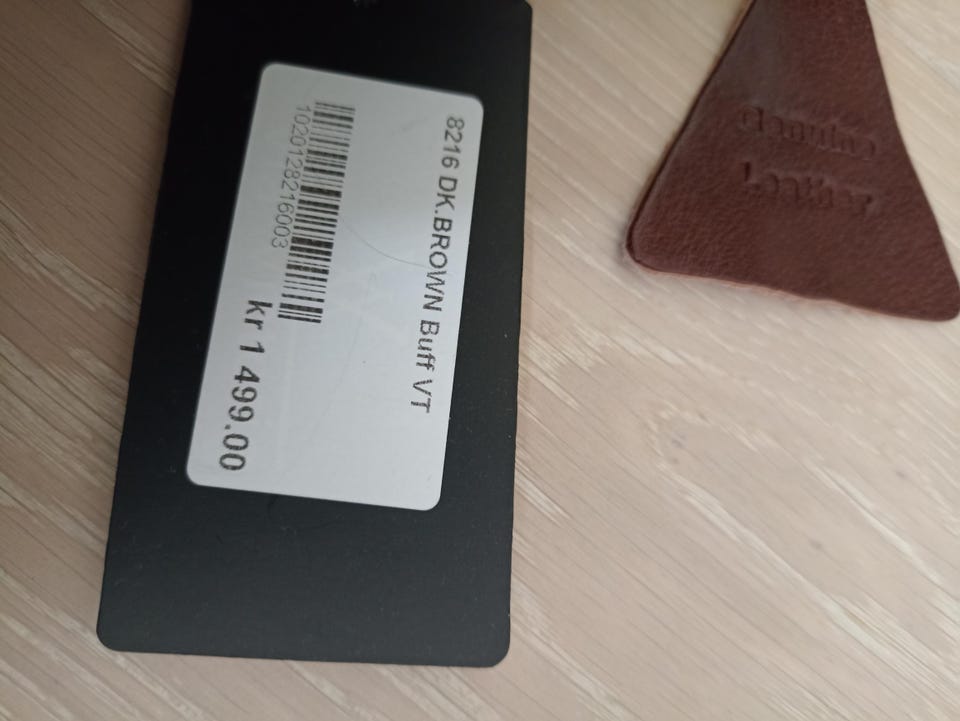 8216 DK.BROWN Buff VT
1020128216003
kr 1 499.00
Genuine
Leather